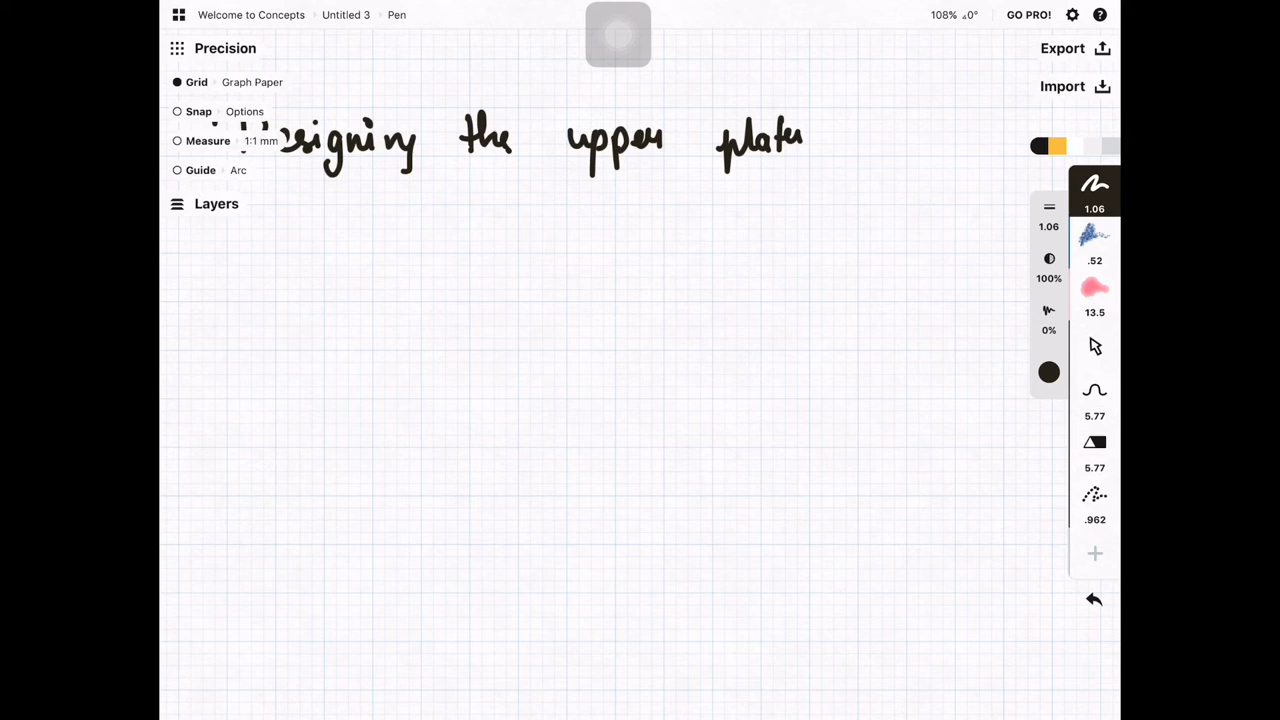 Welcome to Concepts › Untitled 3 › Pen
108% ⊿0° GO PRO!
Precision
Export
Grid › Graph Paper
Import
Snap › Options
Designing the upper plate
Measure › 1:1 mm
Guide › Arc
Layers
1.06
1.06
.52
100%
13.5
0%
5.77
5.77
.962